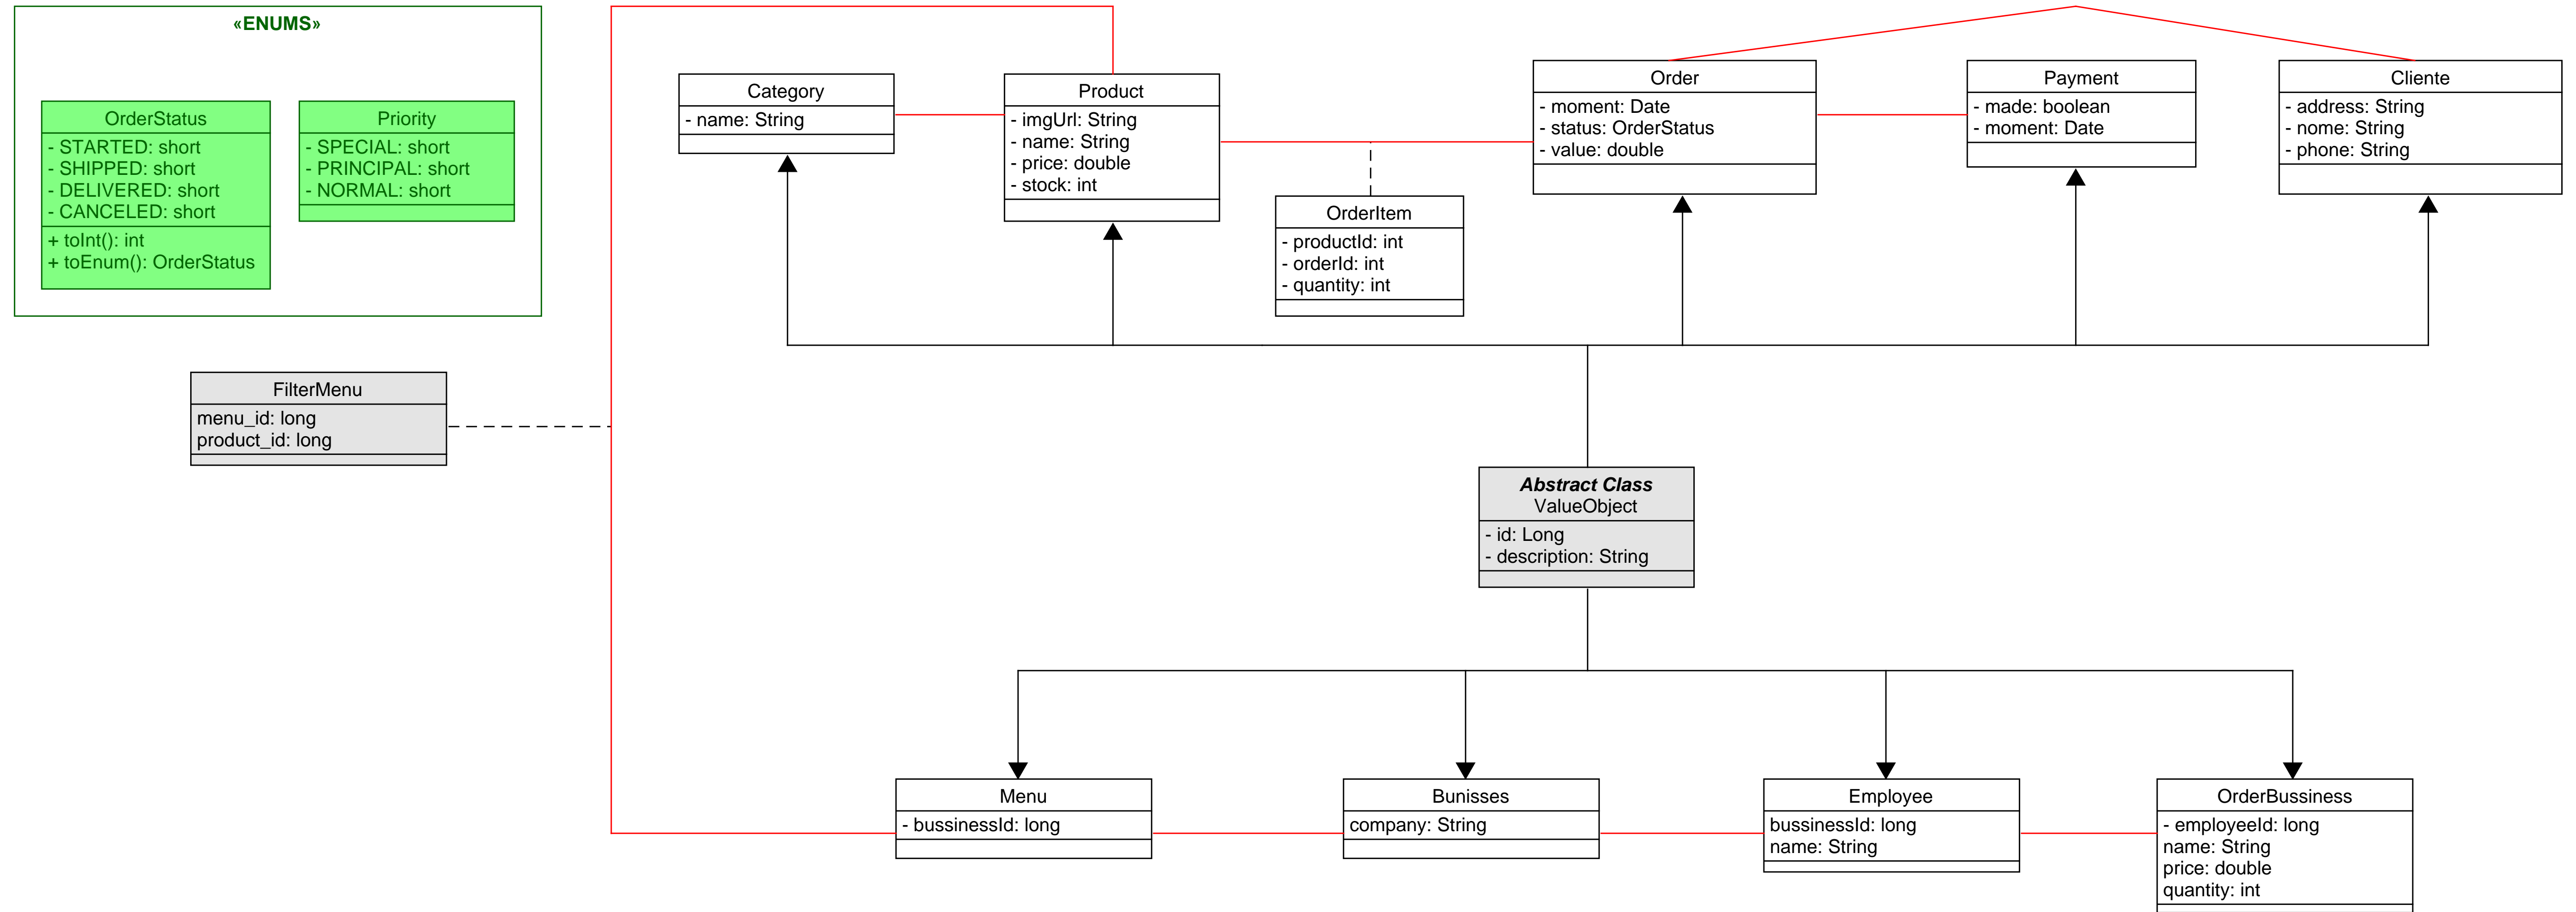 «ENUMS»
OrderStatus
- STARTED: short
- SHIPPED: short
- DELIVERED: short
- CANCELED: short
+ toInt(): int
+ toEnum(): OrderStatus
Priority
- SPECIAL: short
- PRINCIPAL: short
- NORMAL: short
Category
- name: String
Product
- imgUrl: String
- name: String
- price: double
- stock: int
OrderItem
- productId: int
- orderId: int
- quantity: int
Order
- moment: Date
- status: OrderStatus
- value: double
Payment
- made: boolean
- moment: Date
Cliente
- address: String
- nome: String
- phone: String
FilterMenu
menu_id: long
product_id: long
Abstract Class
ValueObject
- id: Long
- description: String
Menu
- bussinessId: long
Bunisses
company: String
Employee
bussinessId: long
name: String
OrderBussiness
- employeeId: long
name: String
price: double
quantity: int